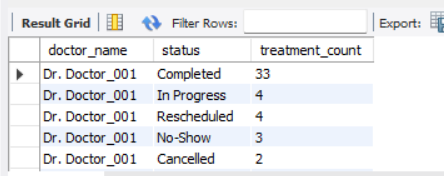 Result Grid Filter Rows: Export:
doctor_name status treatment_count
Dr. Doctor_001 Completed 33
Dr. Doctor_001 In Progress 4
Dr. Doctor_001 Rescheduled 4
Dr. Doctor_001 No-Show 3
Dr. Doctor_001 Cancelled 2